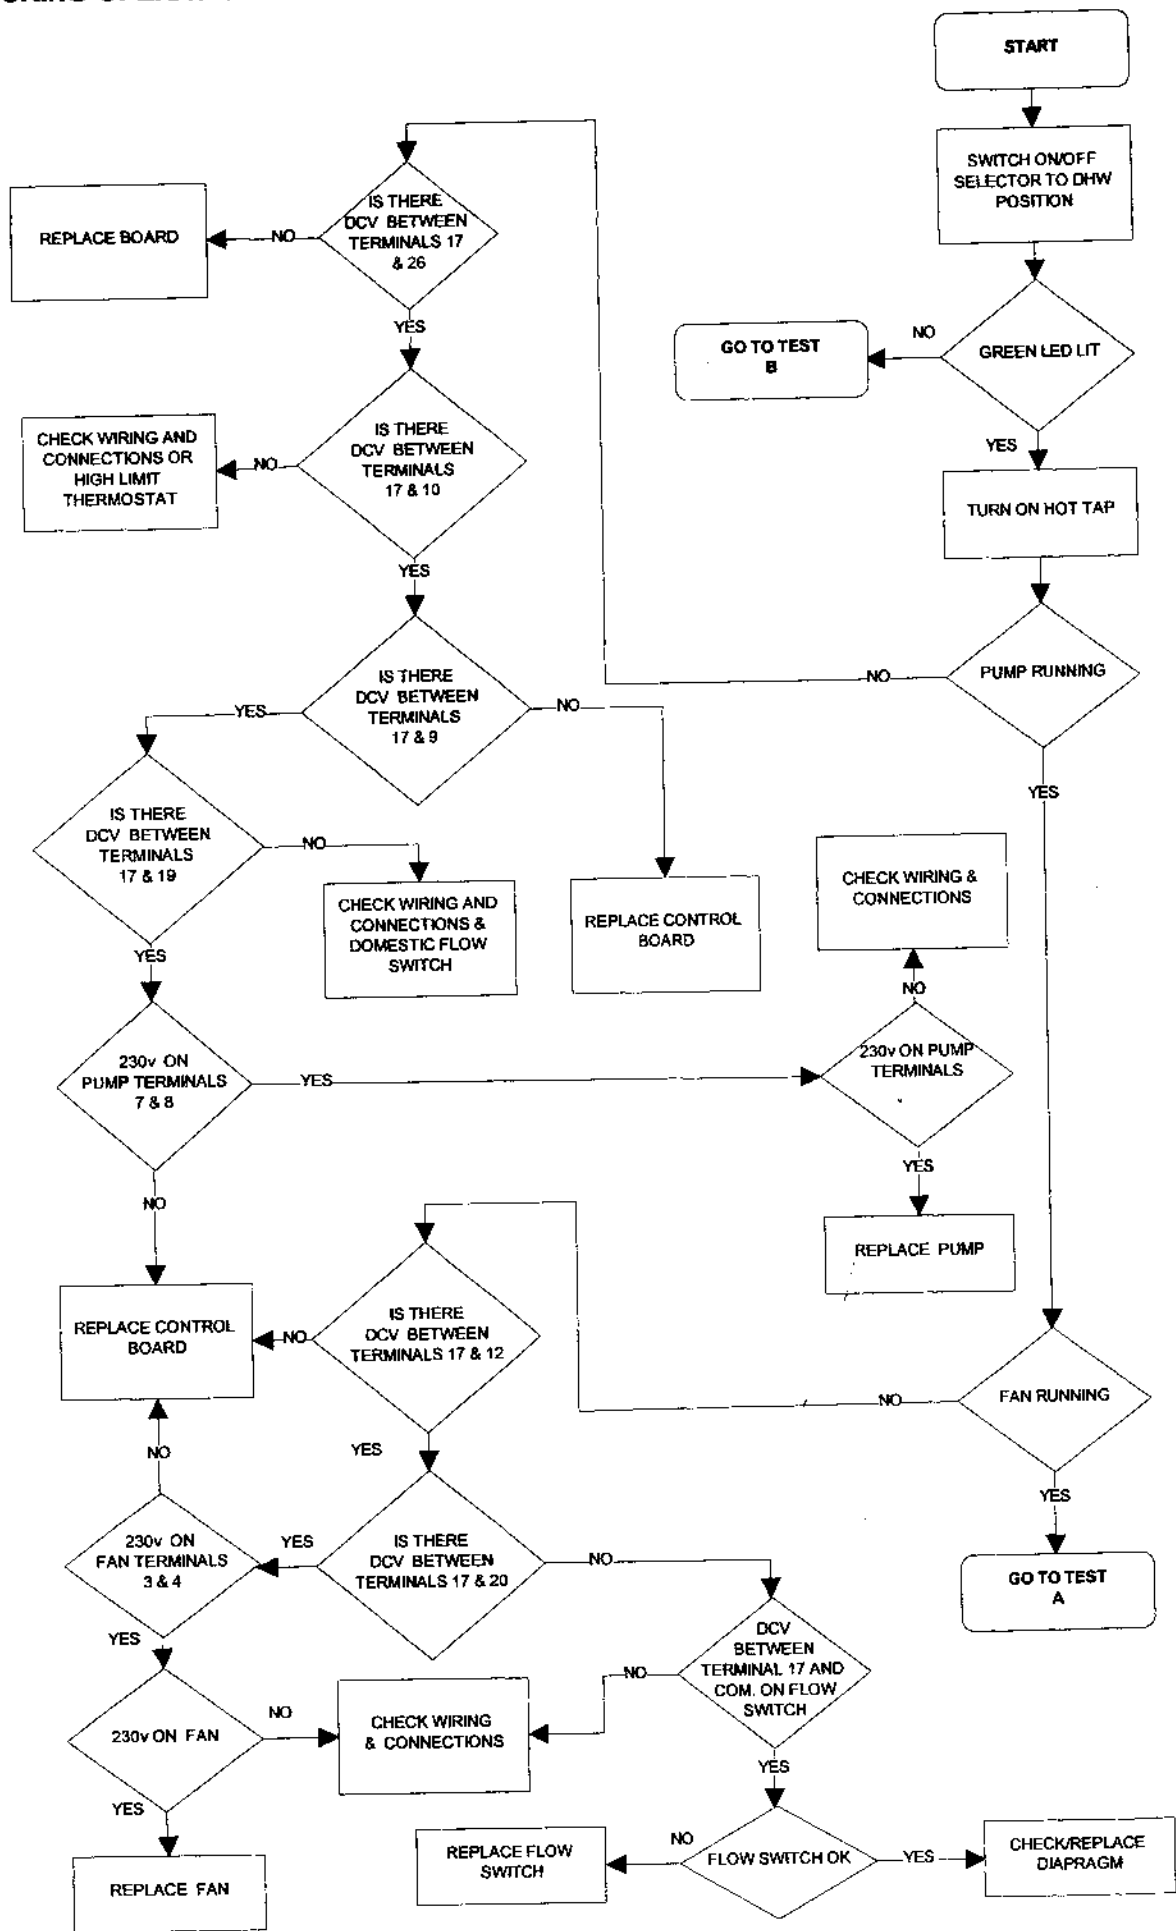 START
SWITCH ON/OFF
SELECTOR TO DHW
POSITION
GREEN LED LIT
NO
GO TO TEST
B
YES
TURN ON HOT TAP
PUMP RUNNING
NO
YES
IS THERE
DCV BETWEEN
TERMINALS 17
& 26
NO
REPLACE BOARD
YES
IS THERE
DCV BETWEEN
TERMINALS
17 & 10
NO
CHECK WIRING AND
CONNECTIONS OR
HIGH LIMIT
THERMOSTAT
YES
IS THERE
DCV BETWEEN
TERMINALS
17 & 9
NO
REPLACE CONTROL
BOARD
YES
IS THERE
DCV BETWEEN
TERMINALS
17 & 19
NO
CHECK WIRING AND
CONNECTIONS &
DOMESTIC FLOW
SWITCH
YES
230v ON
PUMP TERMINALS
7 & 8
YES
230v ON PUMP
TERMINALS
NO
CHECK WIRING &
CONNECTIONS
YES
REPLACE PUMP
NO
REPLACE CONTROL
BOARD
FAN RUNNING
NO
YES
GO TO TEST
A
IS THERE
DCV BETWEEN
TERMINALS 17 & 12
NO
YES
IS THERE
DCV BETWEEN
TERMINALS 17 & 20
YES
230v ON
FAN TERMINALS
3 & 4
NO
YES
230v ON FAN
NO
CHECK WIRING
& CONNECTIONS
YES
REPLACE FAN
NO
DCV
BETWEEN
TERMINAL 17 AND
COM. ON FLOW
SWITCH
NO
YES
FLOW SWITCH OK
NO
REPLACE FLOW
SWITCH
YES
CHECK/REPLACE
DIAPRAGM